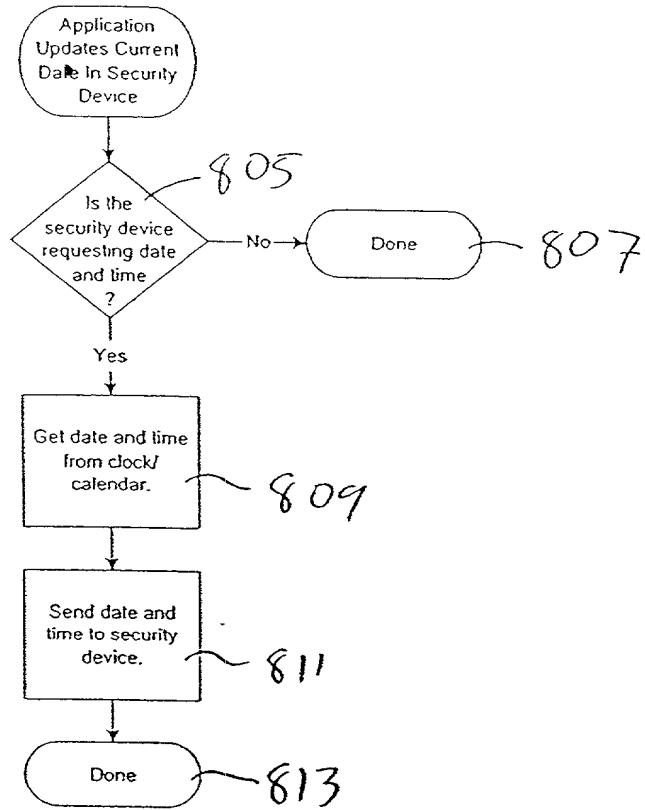 Application
Updates Current
Date In Security
Device
805
Is the
security device
requesting date
and time
?
No
Done
807
Yes
Get date and time
from clock/
calendar.
809
Send date and
time to security
device.
811
Done
813